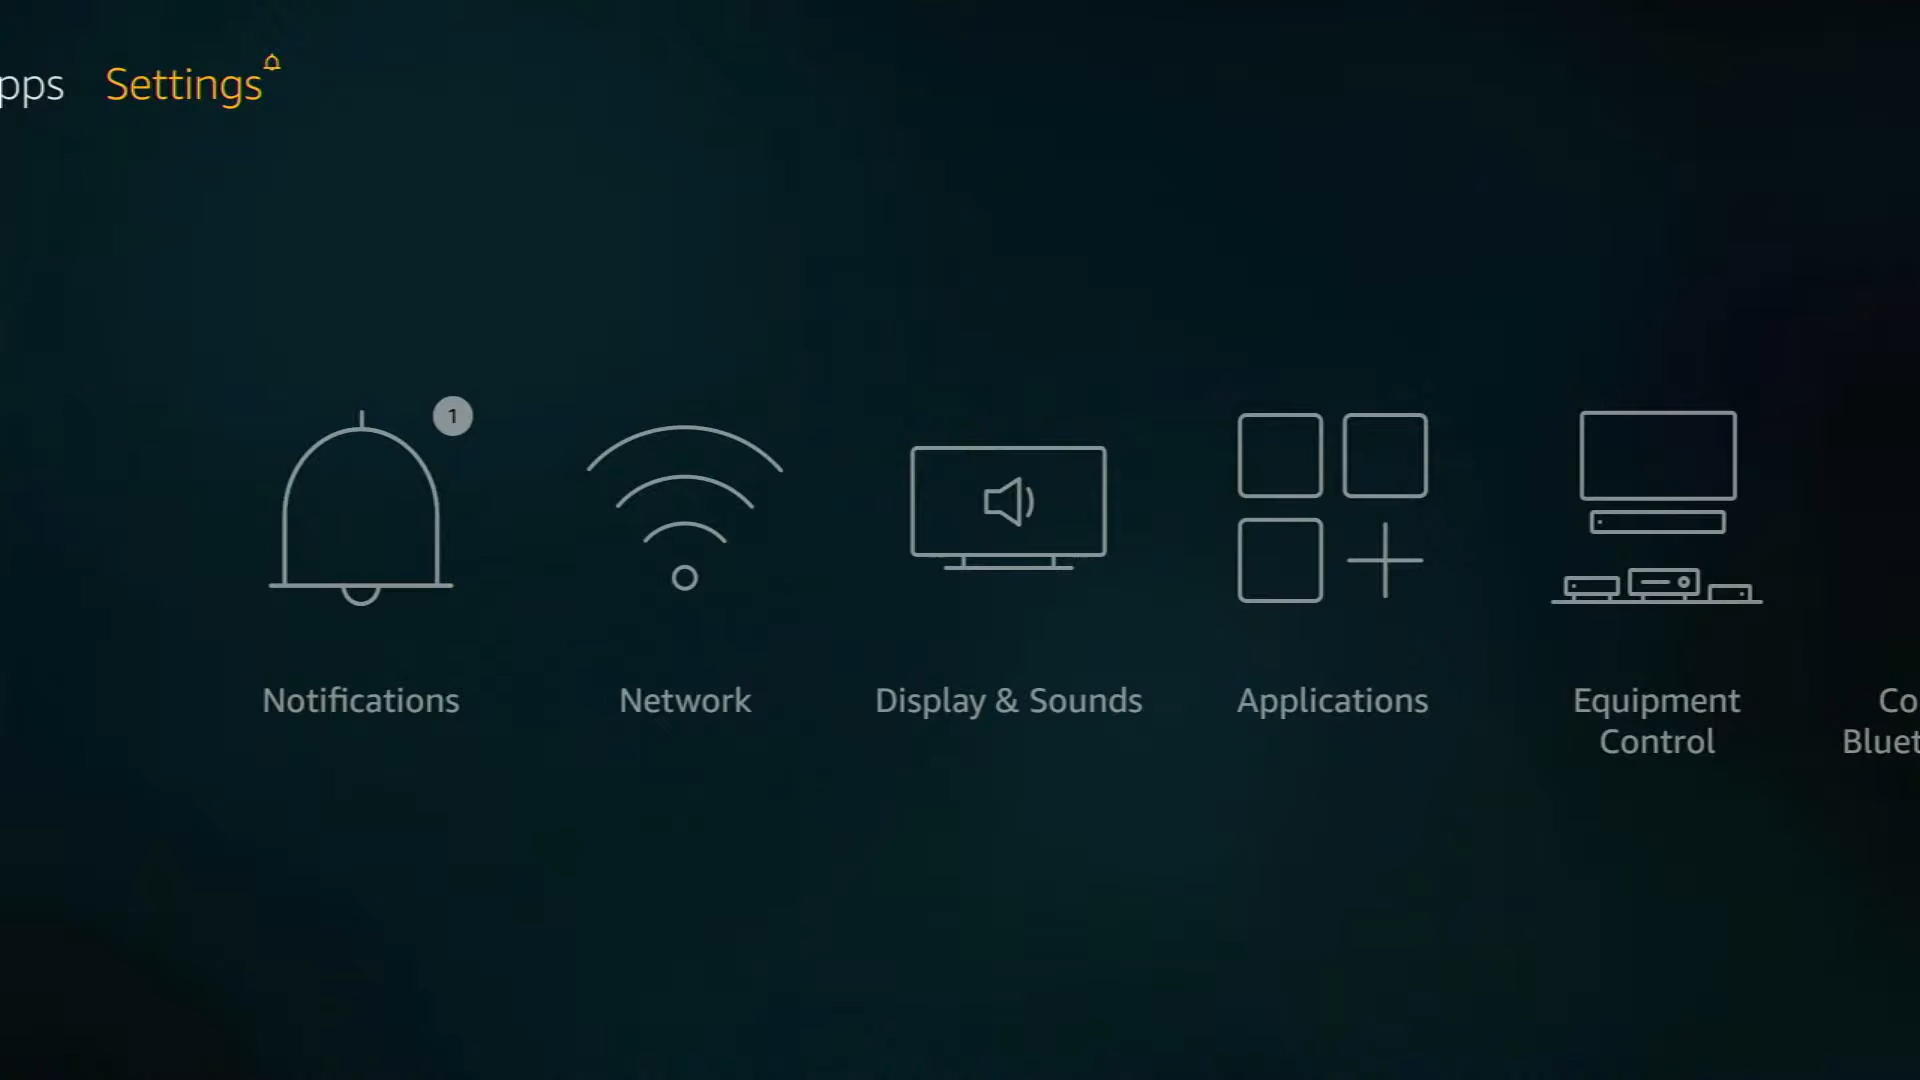 pps Settings
1
Notifications Network Display & Sounds Applications Equipment Control Co
Bluet